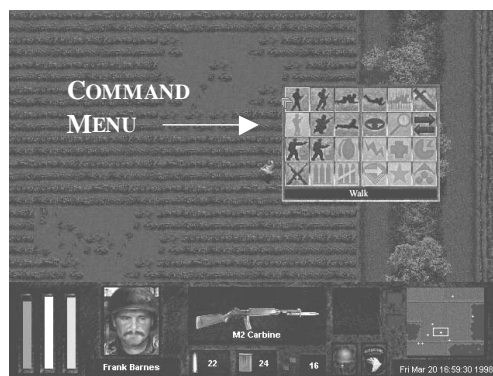 COMMAND
MENU
Walk
M2 Carbine
Frank Barnes
22
24
16
Fri Mar 20 16:59:30 1998